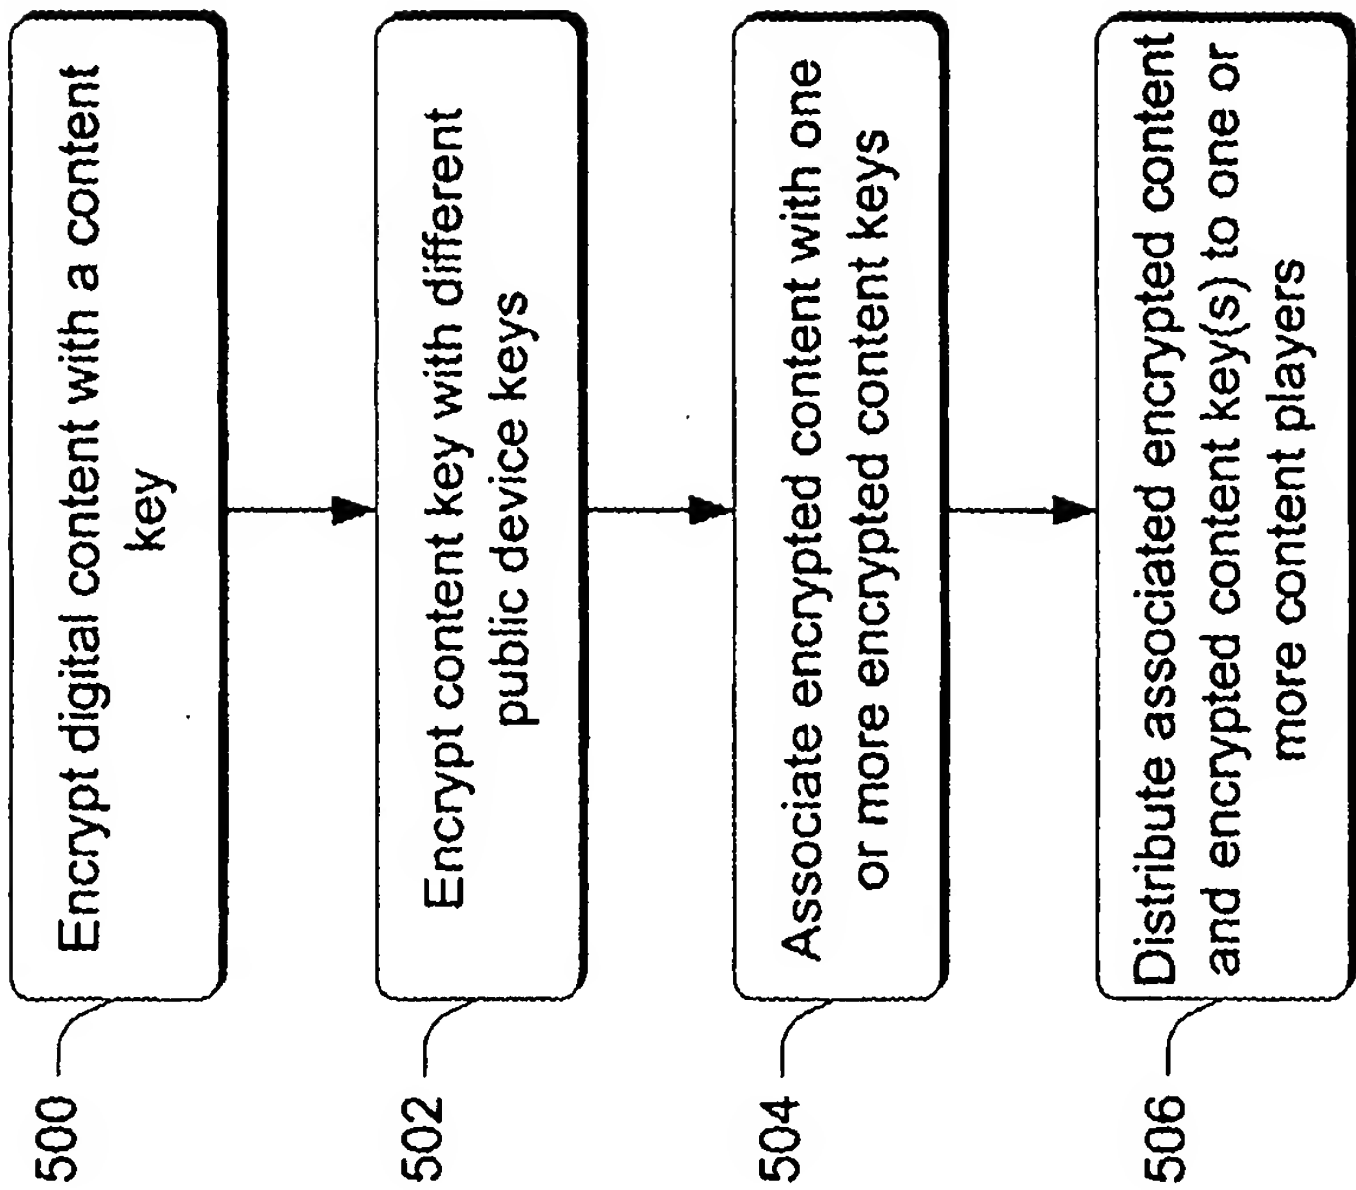 500
Encrypt digital content with a content
key
502
Encrypt content key with different
public device keys
504
Associate encrypted content with one
or more encrypted content keys
506
Distribute associated encrypted content
and encrypted content key(s) to one or
more content players